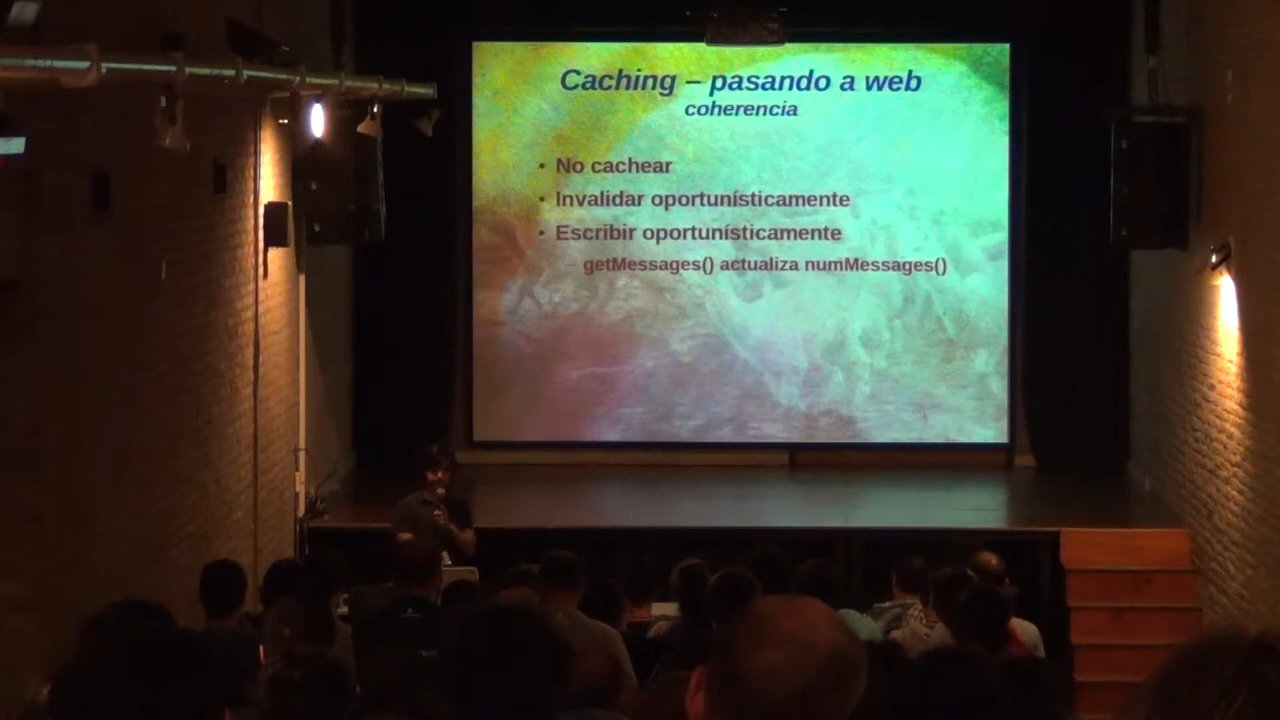 Caching – pasando a web
coherencia
• No cachear
• Invalidar oportunísticamente
• Escribir oportunísticamente
– getMessages() actualiza numMessages()